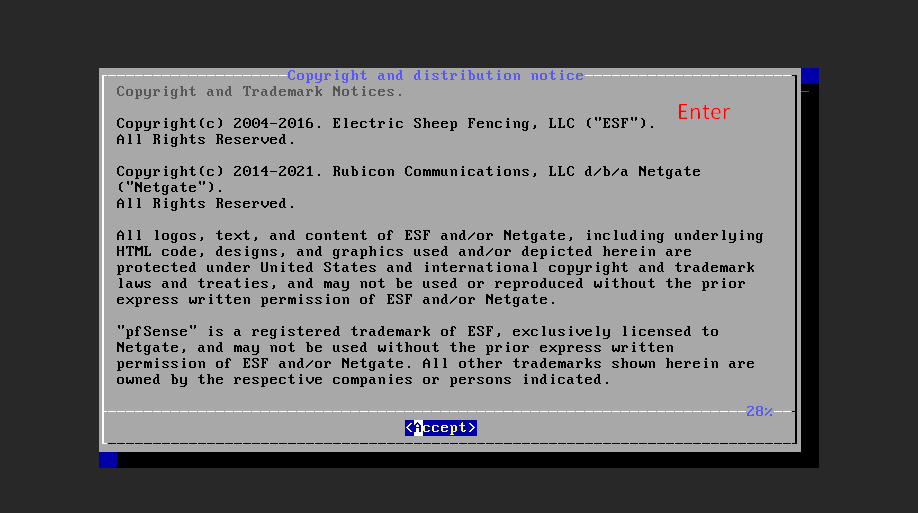 Copyright and distribution notice
Copyright and Trademark Notices.
Enter
Copyright(c) 2004-2016. Electric Sheep Fencing, LLC ("ESF").
All Rights Reserved.
Copyright(c) 2014-2021. Rubicon Communications, LLC d/b/a Netgate
("Netgate").
All Rights Reserved.
All logos, text, and content of ESF and/or Netgate, including underlying
HTML code, designs, and graphics used and/or depicted herein are
protected under United States and international copyright and trademark
laws and treaties, and may not be used or reproduced without the prior
express written permission of ESF and/or Netgate.
"pfSense" is a registered trademark of ESF, exclusively licensed to
Netgate, and may not be used without the prior express written
permission of ESF and/or Netgate. All other trademarks shown herein are
owned by the respective companies or persons indicated.
28%
<Accept>